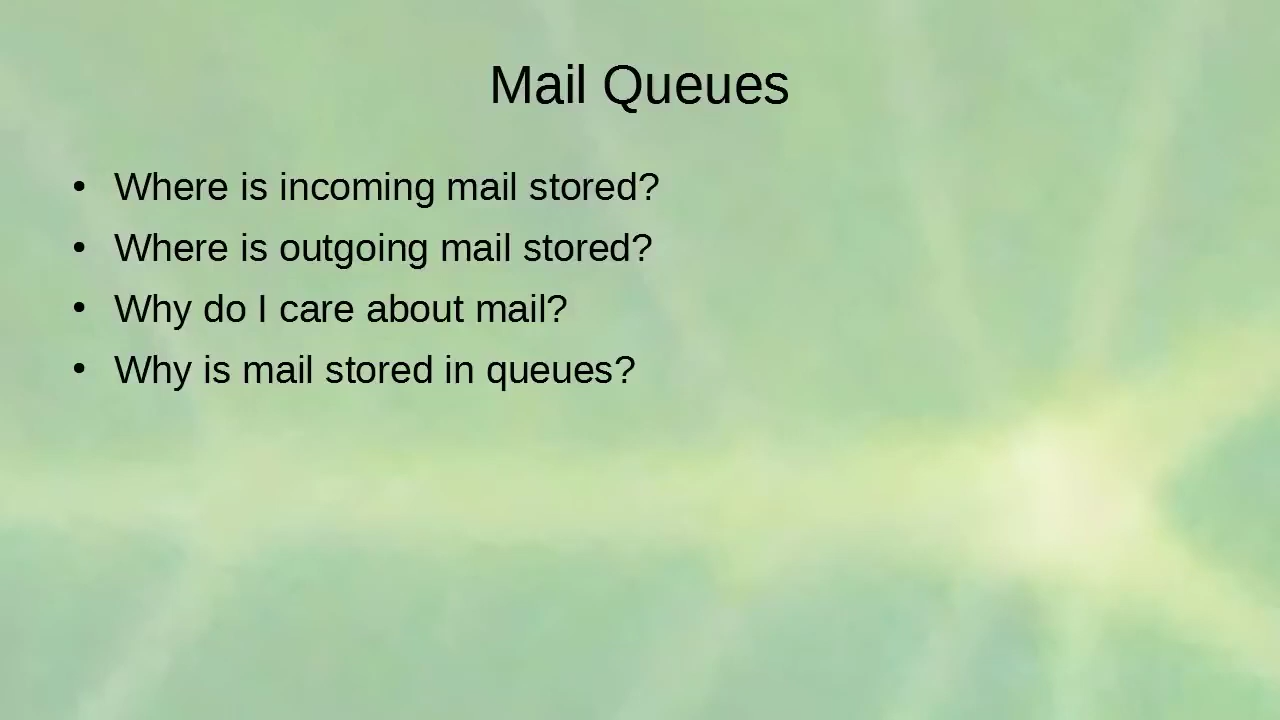 Mail Queues
• Where is incoming mail stored?
• Where is outgoing mail stored?
• Why do I care about mail?
• Why is mail stored in queues?